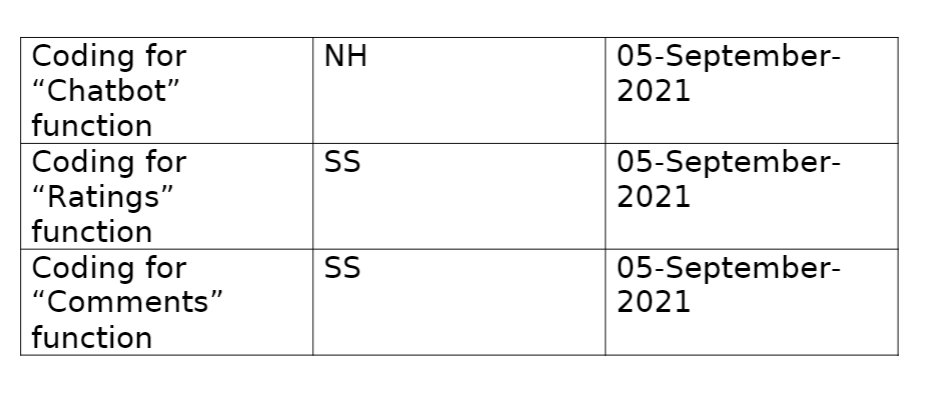 Coding for
“Chatbot”
function
NH
05-September-
2021
Coding for
“Ratings”
function
SS
05-September-
2021
Coding for
“Comments”
function
SS
05-September-
2021